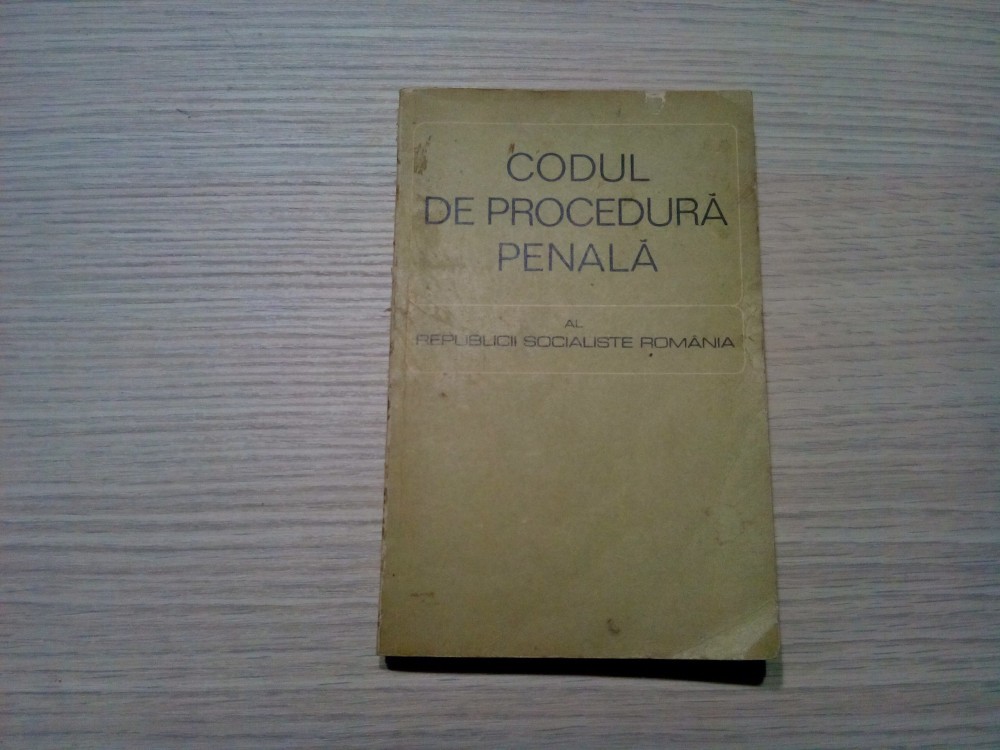 CODUL
DE PROCEDURĂ
PENALĂ
AL
REPUBLICII SOCIALISTE ROMÂNIA